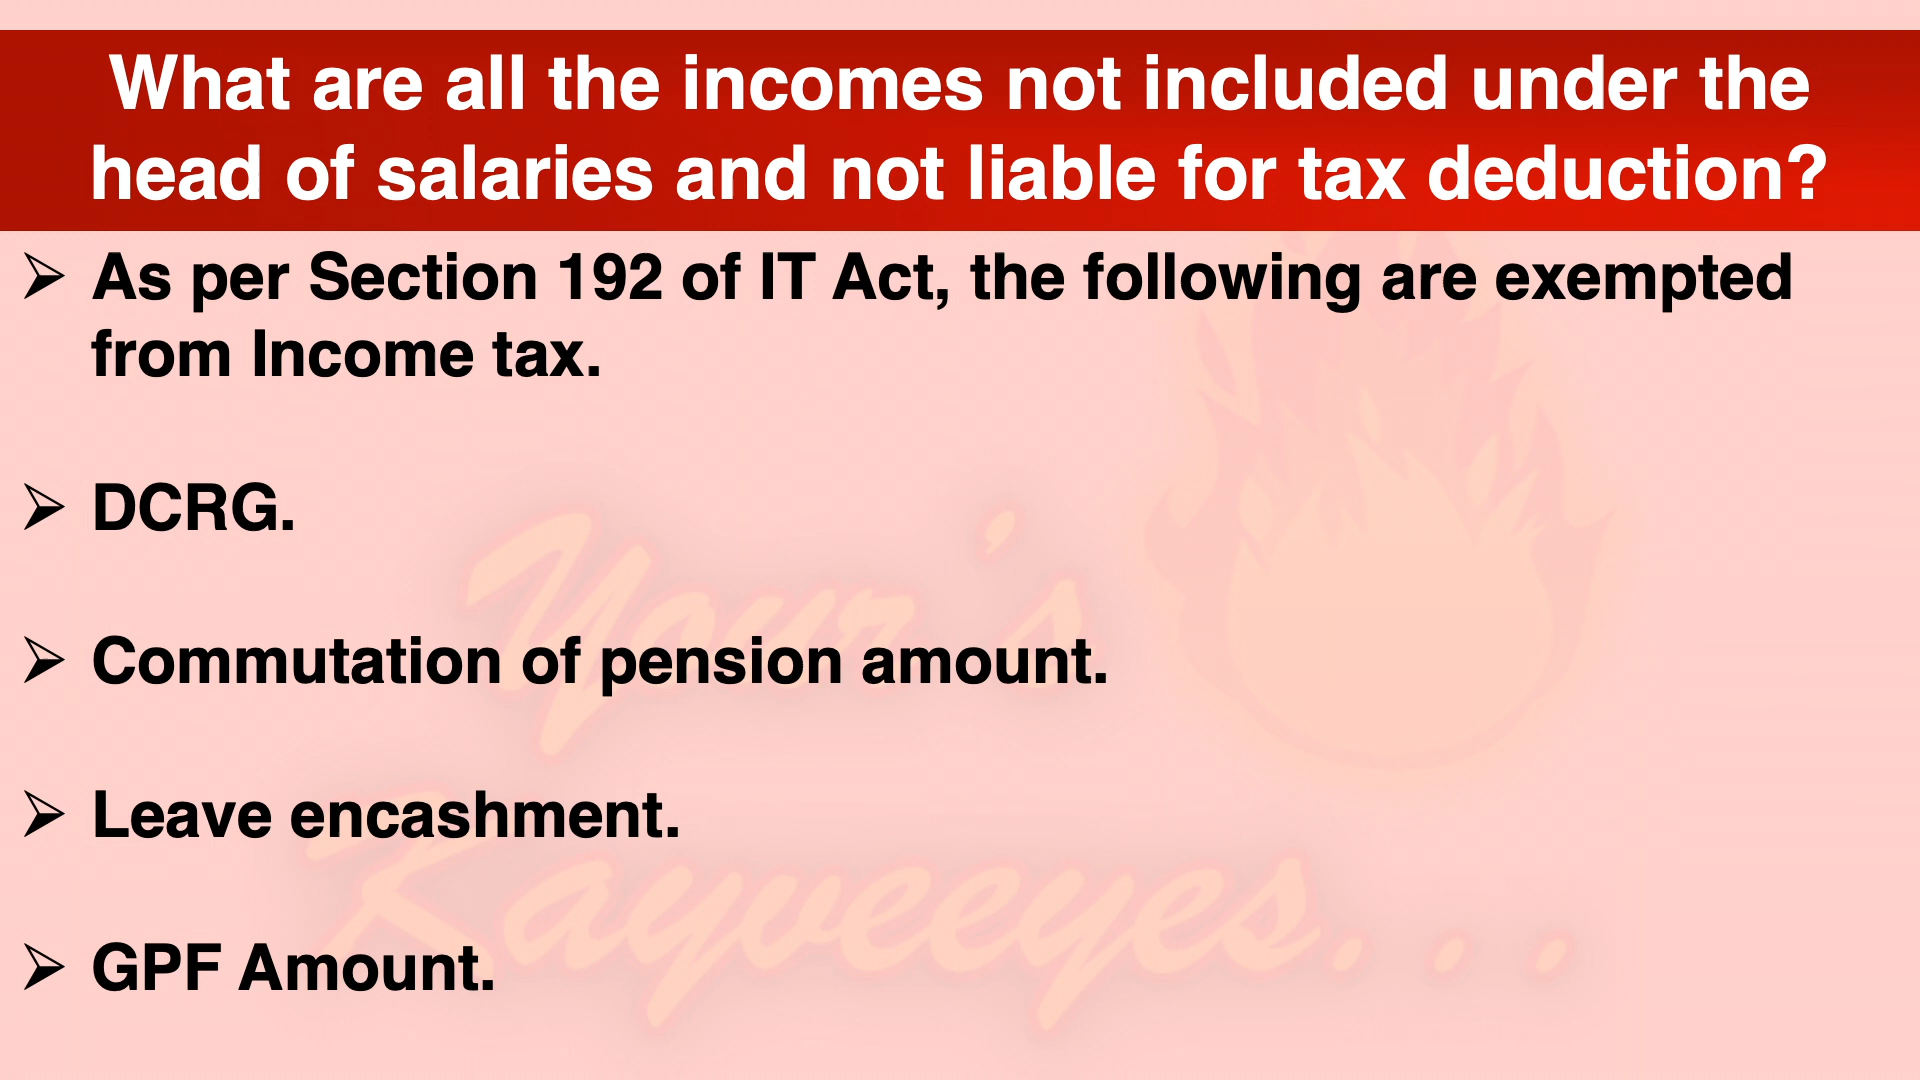 What are all the incomes not included under the
head of salaries and not liable for tax deduction?
As per Section 192 of IT Act, the following are exempted
from Income tax.
DCRG.
Commutation of pension amount.
Your's
Leave encashment.
Kayveeyes...
GPF Amount.